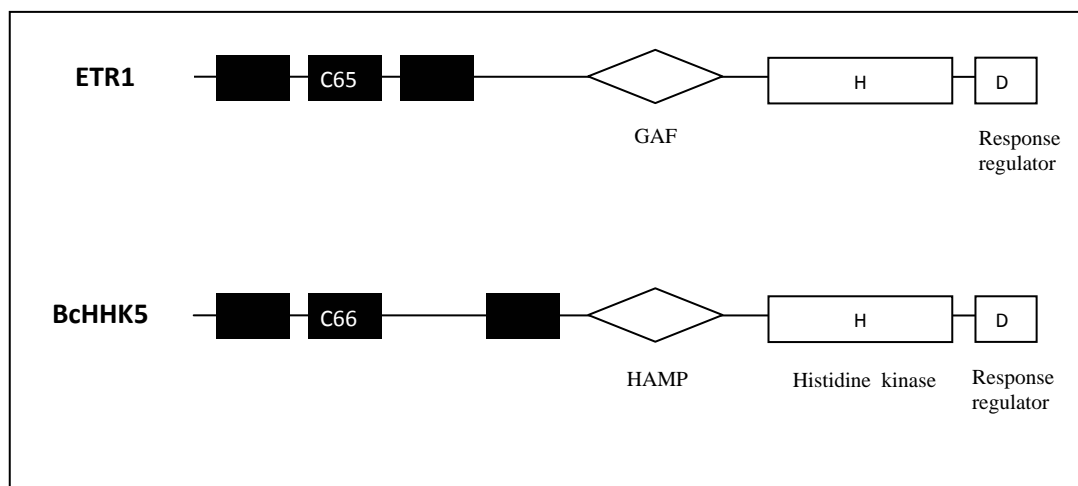 ETR1
C65
H
D
GAF
Response
regulator
BcHHK5
C66
H
D
HAMP
Histidine kinase
Response
regulator